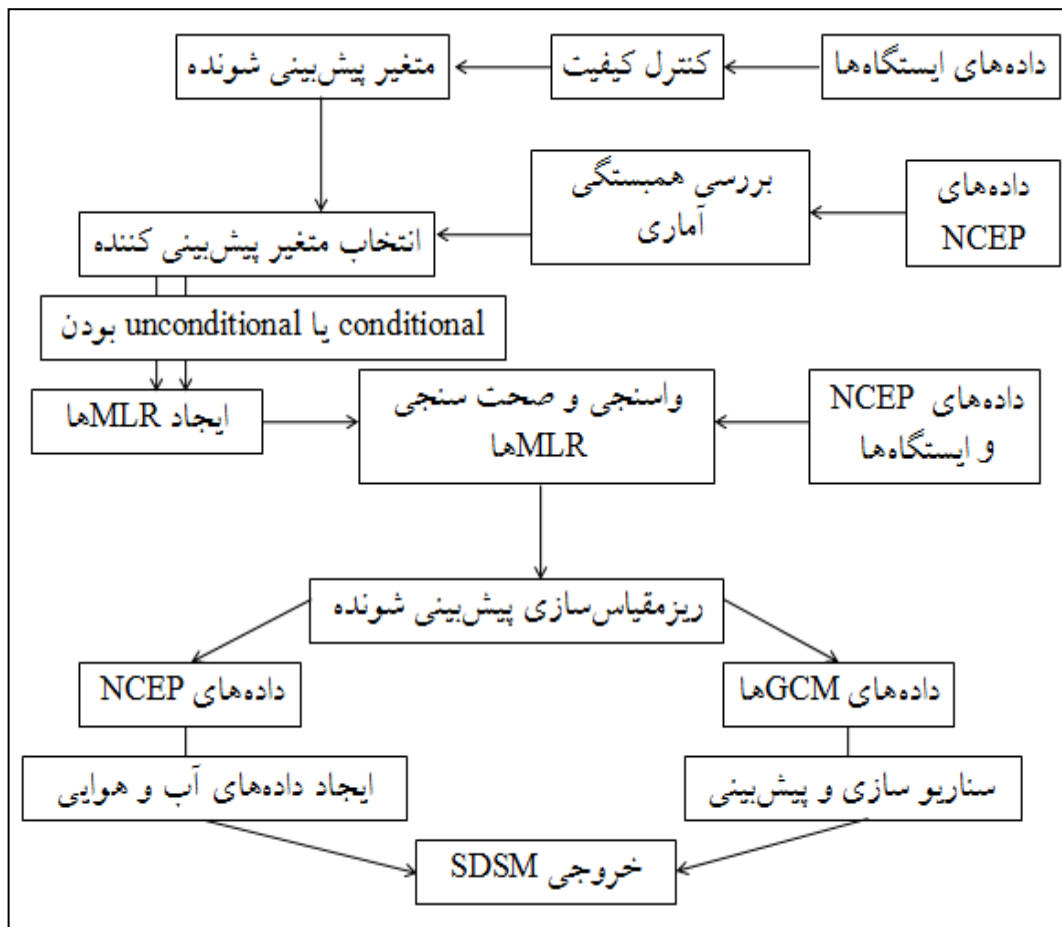 داده‌های ایستگاه‌ها
کنترل کیفیت
متغیر پیش‌بینی شونده
داده‌های
NCEP
بررسی همبستگی
آماری
انتخاب متغیر پیش‌بینی کننده
conditional یا unconditional بودن
ایجاد MLRها
واسنجی و صحت سنجی
MLRها
داده‌های NCEP
و ایستگاه‌ها
ریزمقیاس‌سازی پیش‌بینی شونده
داده‌های GCMها
داده‌های NCEP
سناریو سازی و پیش‌بینی
ایجاد داده‌های آب و هوایی
خروجی SDSM